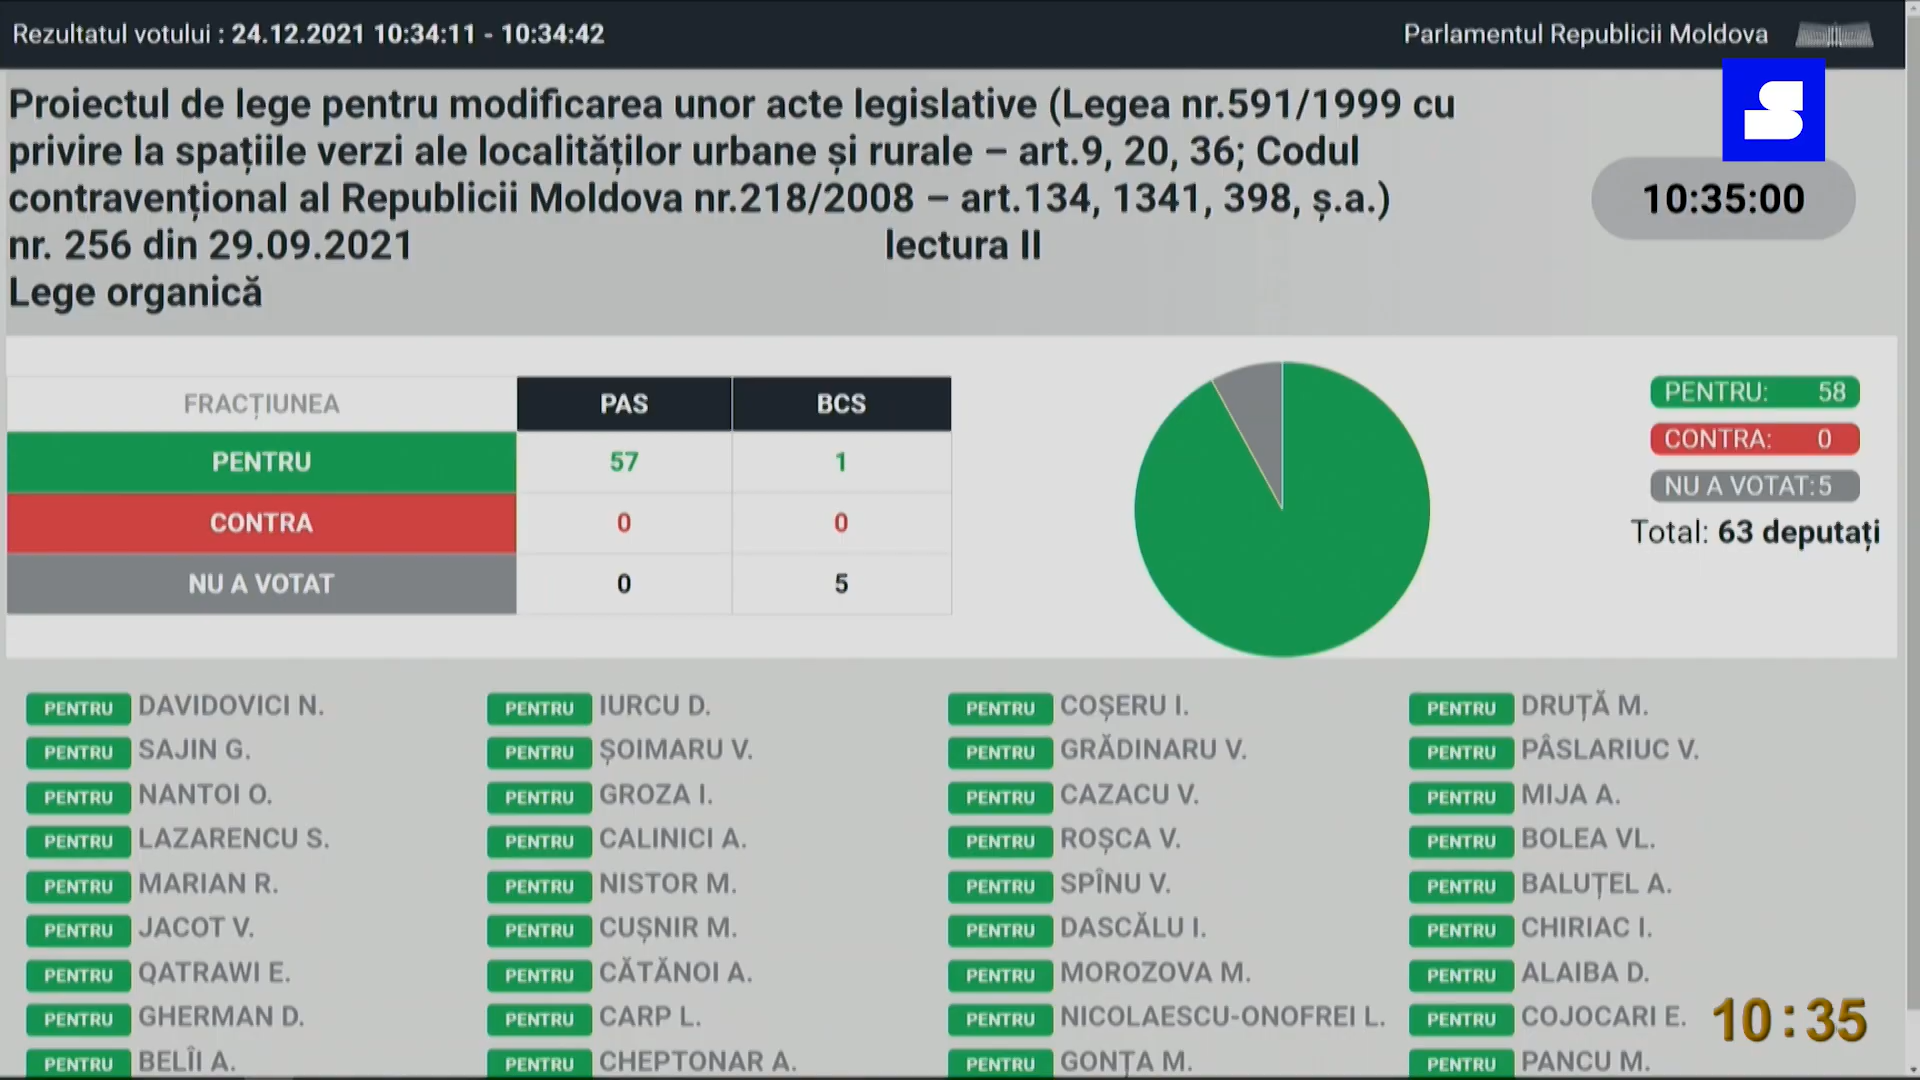 Rezultatul votului : 24.12.2021 10:34:11 - 10:34:42
Parlamentul Republicii Moldova
Proiectul de lege pentru modificarea unor acte legislative (Legea nr.591/1999 cu
privire la spațiile verzi ale localităților urbane și rurale – art.9, 20, 36; Codul
contravențional al Republicii Moldova nr.218/2008 – art.134, 1341, 398, ș.a.)
nr. 256 din 29.09.2021 lectura II
Lege organică
10:35:00
FRACȚIUNEA PAS BCS
PENTRU 57 1
CONTRA 0 0
NU A VOTAT 0 5
PENTRU: 58
CONTRA: 0
NU A VOTAT: 5
Total: 63 deputați
PENTRU DAVIDOVICI N. PENTRU IURCU D. PENTRU COȘERU I. PENTRU DRUȚĂ M.
PENTRU SAJIN G. PENTRU ȘOIMARU V. PENTRU GRĂDINARU V. PENTRU PÂSLARIUC V.
PENTRU NANTOI O. PENTRU GROZA I. PENTRU CAZACU V. PENTRU MIJA A.
PENTRU LAZARENCU S. PENTRU CALINICI A. PENTRU ROȘCA V. PENTRU BOLEA VL.
PENTRU MARIAN R. PENTRU NISTOR M. PENTRU SPÎNU V. PENTRU BALUȚEL A.
PENTRU JACOT V. PENTRU CUȘNIR M. PENTRU DASCĂLU I. PENTRU CHIRIAC I.
PENTRU QATRAWI E. PENTRU CĂTĂNOI A. PENTRU MOROZOVA M. PENTRU ALAIBA D.
PENTRU GHERMAN D. PENTRU CARP L. PENTRU NICOLAESCU-ONOFREI L. PENTRU COJOCARI E.
PENTRU BELÎI A. PENTRU CHEPTONAR A. PENTRU GONȚA M. PENTRU PANCU M.
10:35